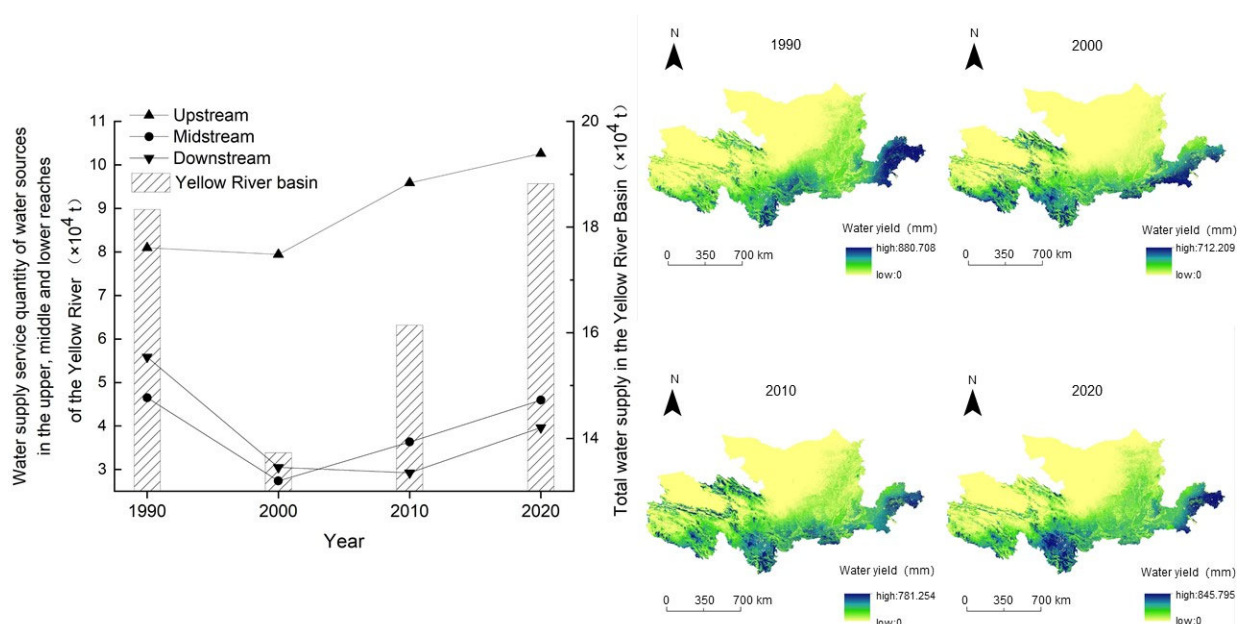 Water supply service quantity of water sources
in the upper, middle and lower reaches
of the Yellow River （×10⁴ t）
Upstream
Midstream
Downstream
Yellow River basin
11
10
9
8
7
6
5
4
3
1990
2000
2010
2020
Year
20
18
16
14
Total water supply in the Yellow River Basin（×10⁴ t）
N
1990
Water yield（mm）
high:880.708
low:0
0 350 700 km
N
2000
Water yield（mm）
high:712.209
low:0
0 350 700 km
N
2010
Water yield（mm）
high:781.254
low:0
0 350 700 km
N
2020
Water yield（mm）
high:845.795
low:0
0 350 700 km